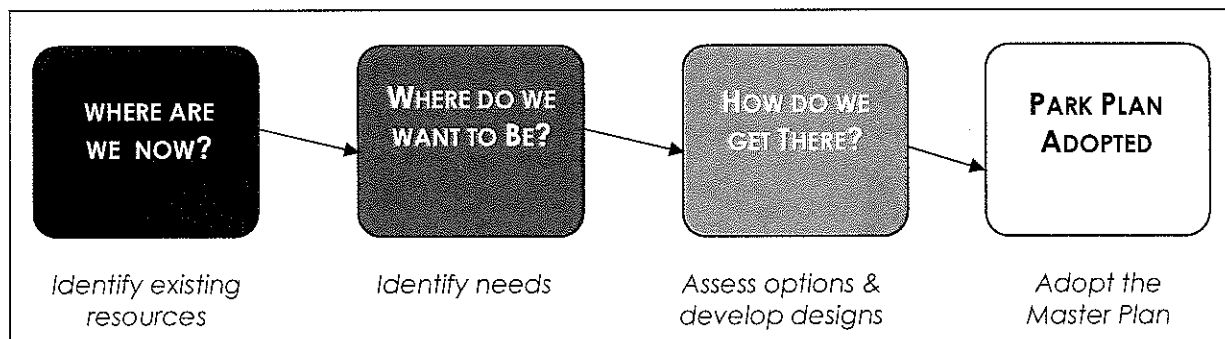 WHERE ARE
WE NOW?
WHERE DO WE
WANT TO BE?
HOW DO WE
GET THERE?
PARK PLAN
ADOPTED
Identify existing
resources
Identify needs
Assess options &
develop designs
Adopt the
Master Plan